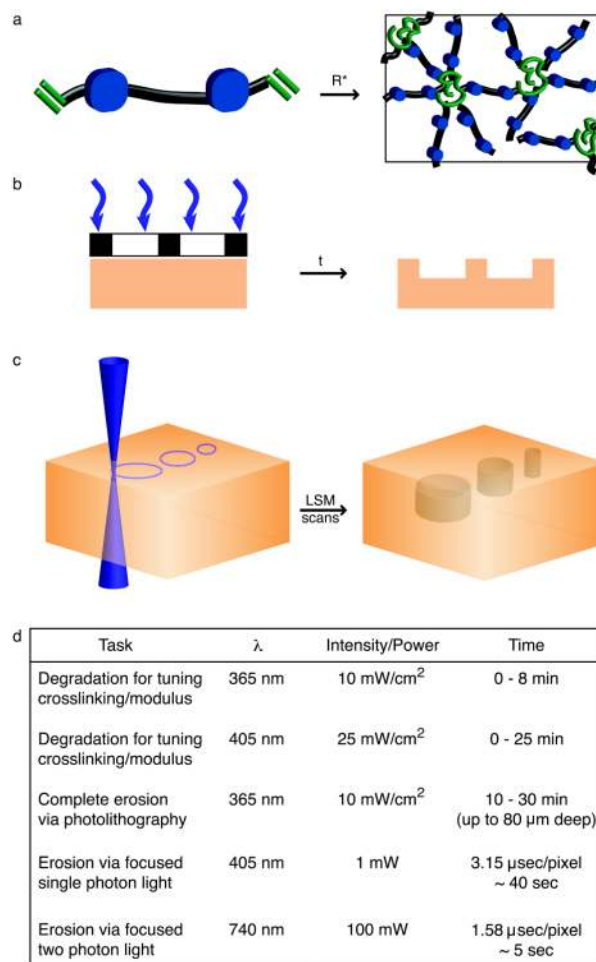 a
R*
b
t
c
LSM
scans
d
Task λ Intensity/Power Time
Degradation for tuning 365 nm 10 mW/cm² 0 - 8 min
crosslinking/modulus
Degradation for tuning 405 nm 25 mW/cm² 0 - 25 min
crosslinking/modulus
Complete erosion 365 nm 10 mW/cm² 10 - 30 min
via photolithography (up to 80 µm deep)
Erosion via focused 405 nm 1 mW 3.15 µsec/pixel
single photon light ~ 40 sec
Erosion via focused 740 nm 100 mW 1.58 µsec/pixel
two photon light ~ 5 sec